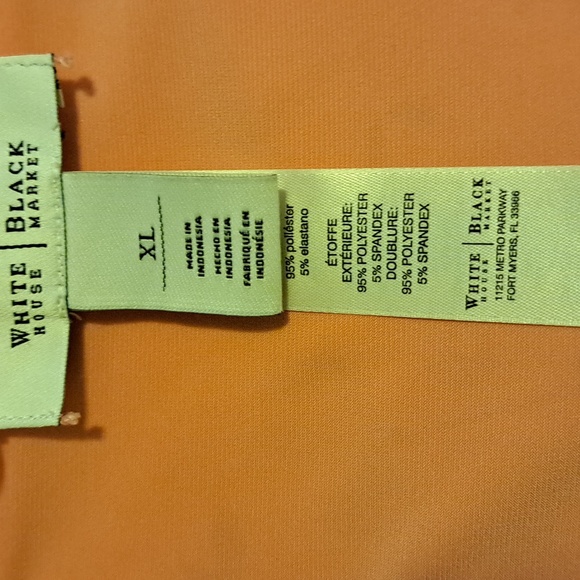 WHITE | BLACK
HOUSE | MARKET
XL
MADE IN
INDONESIA
HECHO EN
INDONESIA
FABRIQUÉ EN
INDONÉSIE
95% poliéster
5% elastano
ÉTOFFE
EXTÉRIEURE:
95% POLYESTER
5% SPANDEX
DOUBLURE:
95% POLYESTER
5% SPANDEX
WHITE | BLACK
HOUSE | MARKET
11215 METRO PARKWAY
FORT MYERS, FL 33966